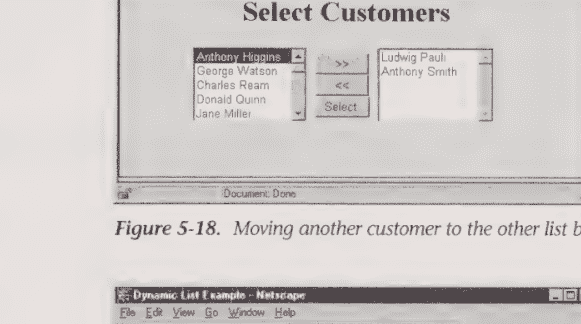 Select Customers
Anthony Higgins
George Watson
Charles Ream
Donald Quinn
Jane Miller
>>
<<
Select
Ludwig Pauli
Anthony Smith
Document: Done
Figure 5-18. Moving another customer to the other list b
Dynamic List Example - Netscape
File Edit View Go Window Help